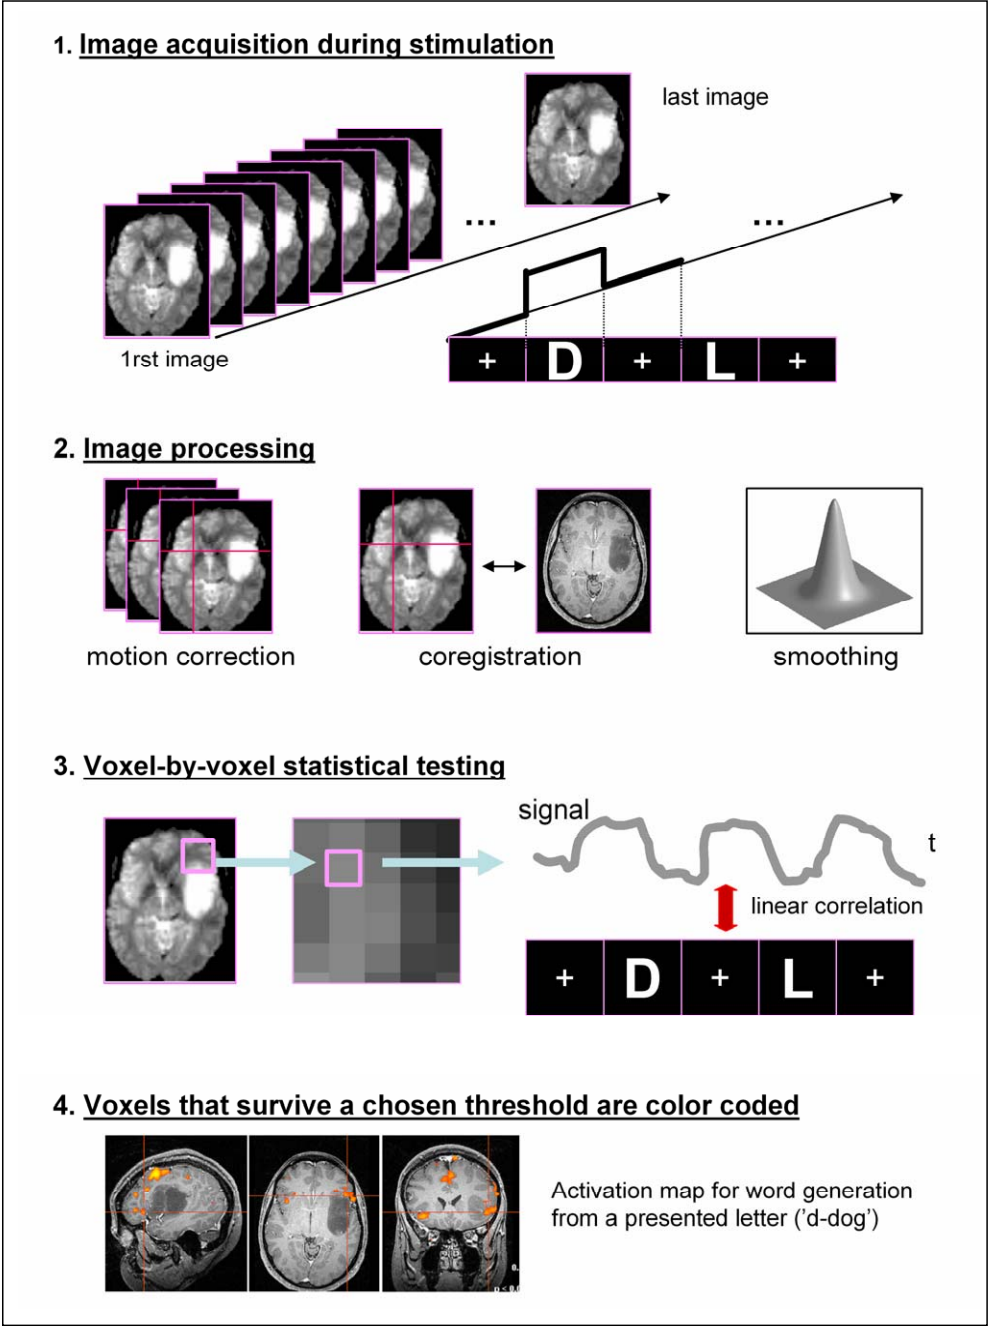 1. Image acquisition during stimulation
last image
...
...
1rst image
+ D + L +
2. Image processing
motion correction
coregistration
smoothing
3. Voxel-by-voxel statistical testing
signal
t
linear correlation
+ D + L +
4. Voxels that survive a chosen threshold are color coded
Activation map for word generation
from a presented letter ('d-dog')